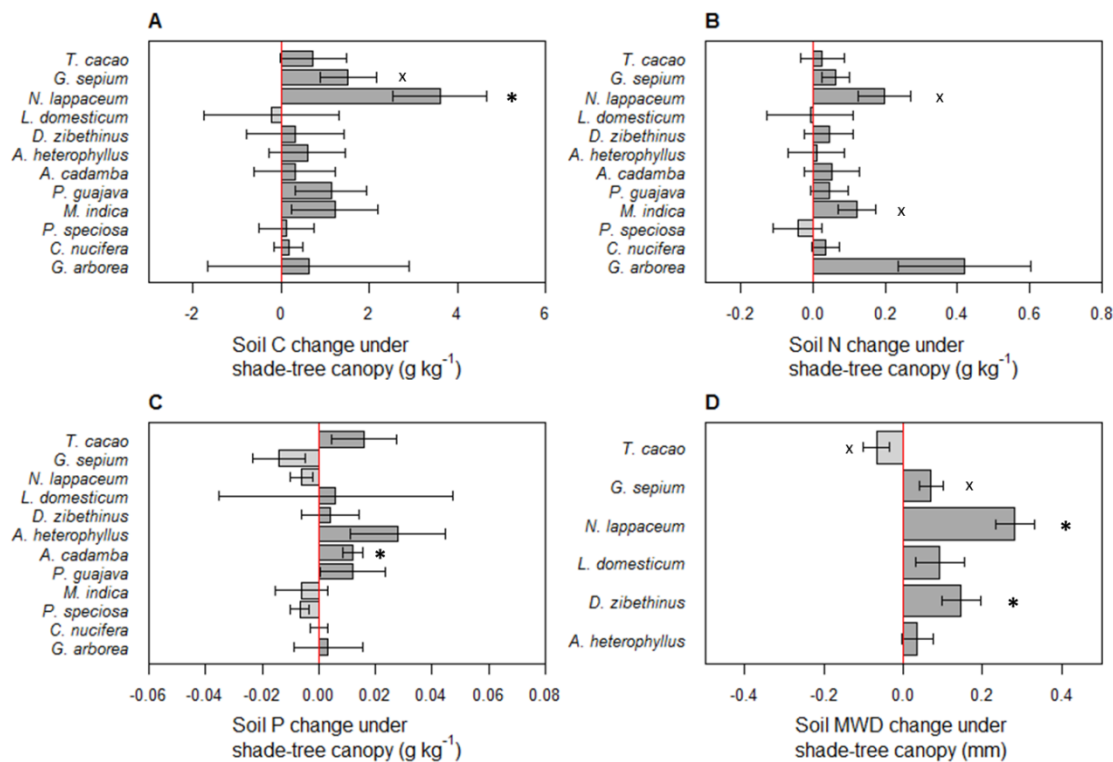 A
T. cacao
G. sepium
x
N. lappaceum
*
L. domesticum
D. zibethinus
A. heterophyllus
A. cadamba
P. guajava
M. indica
P. speciosa
C. nucifera
G. arborea
-2
0
2
4
6
Soil C change under
shade-tree canopy (g kg⁻¹)
B
T. cacao
G. sepium
N. lappaceum
x
L. domesticum
D. zibethinus
A. heterophyllus
A. cadamba
P. guajava
M. indica
x
P. speciosa
C. nucifera
G. arborea
-0.2
0.0
0.2
0.4
0.6
0.8
Soil N change under
shade-tree canopy (g kg⁻¹)
C
T. cacao
G. sepium
N. lappaceum
L. domesticum
D. zibethinus
A. heterophyllus
A. cadamba
*
P. guajava
M. indica
P. speciosa
C. nucifera
G. arborea
-0.06
-0.04
-0.02
0.00
0.02
0.04
0.06
0.08
Soil P change under
shade-tree canopy (g kg⁻¹)
D
T. cacao
x
G. sepium
x
N. lappaceum
*
L. domesticum
D. zibethinus
*
A. heterophyllus
-0.4
-0.2
0.0
0.2
0.4
Soil MWD change under
shade-tree canopy (mm)